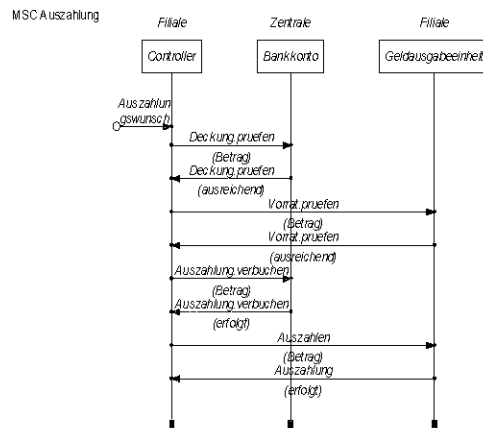 MSC Auszahlung
Filiale
Zentrale
Filiale
Controller
Bankkonto
Geldausgabeeinheit
Auszahlun
gswunsch
Deckung.pruefen
(Betrag)
Deckung.pruefen
(ausreichend)
Vorrat.pruefen
(Betrag)
Vorrat.pruefen
(ausreichend)
Auszahlung.verbuchen
(Betrag)
Auszahlung.verbuchen
(erfolgt)
Auszahlen
(Betrag)
Auszahlung
(erfolgt)